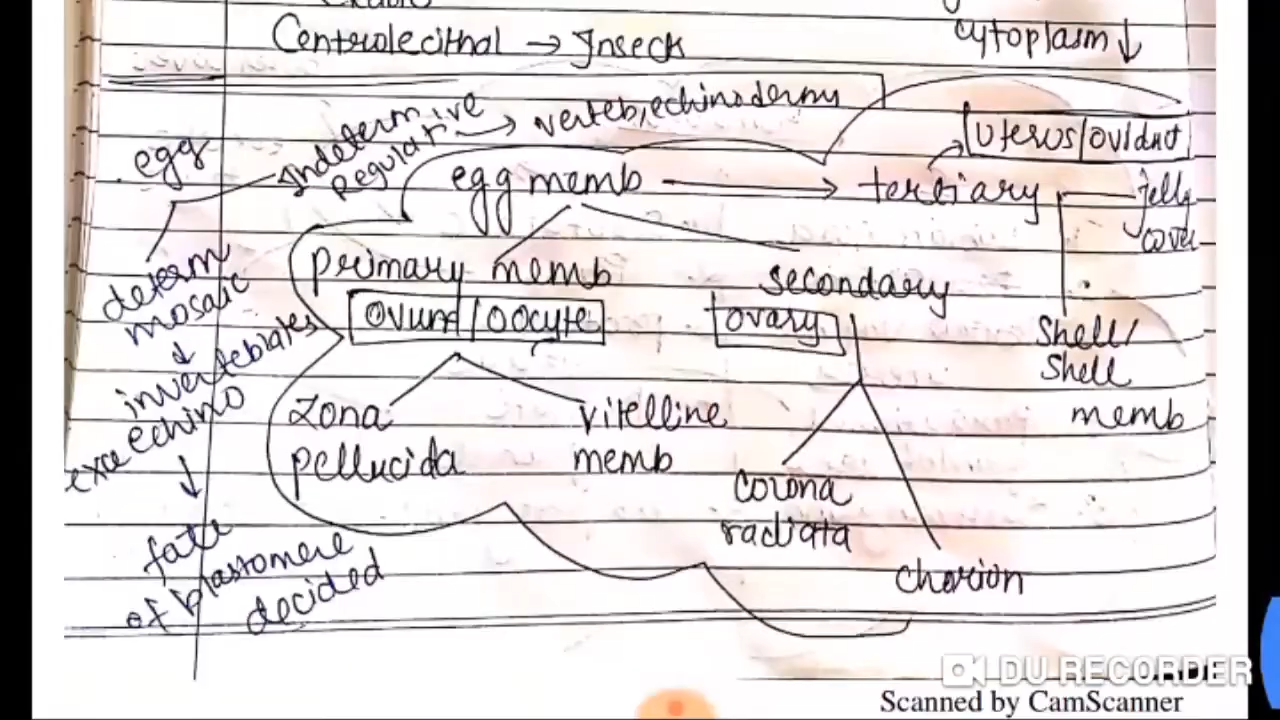 Centrolecithal → Insects
cytoplasm ↓
egg
Indetermive
Regulati → verteb, echinoderms
determ
mosaic
↓
invertebrates
exce echino
↓
fate
of blastomere
decided
egg memb → tertiary
Uterus/oviduct
jelly
cover
Shell/
Shell
memb
primary memb
ovum/oocyte
zona
pellucida
vitelline
memb
secondary
ovary
corona
radiata
chorion
DU RECORDER
Scanned by CamScanner